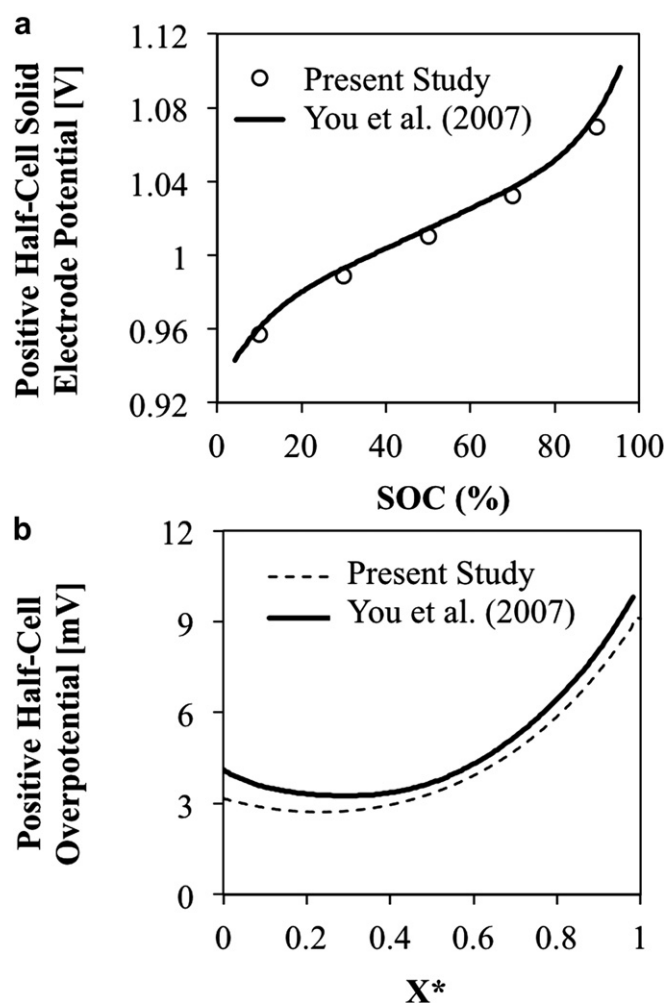 a
Positive Half-Cell Solid
Electrode Potential [V]
1.12
1.08
1.04
1
0.96
0.92
Present Study
You et al. (2007)
0 20 40 60 80 100
SOC (%)
b
Positive Half-Cell
Overpotential [mV]
12
9
6
3
0
Present Study
You et al. (2007)
0 0.2 0.4 0.6 0.8 1
X*